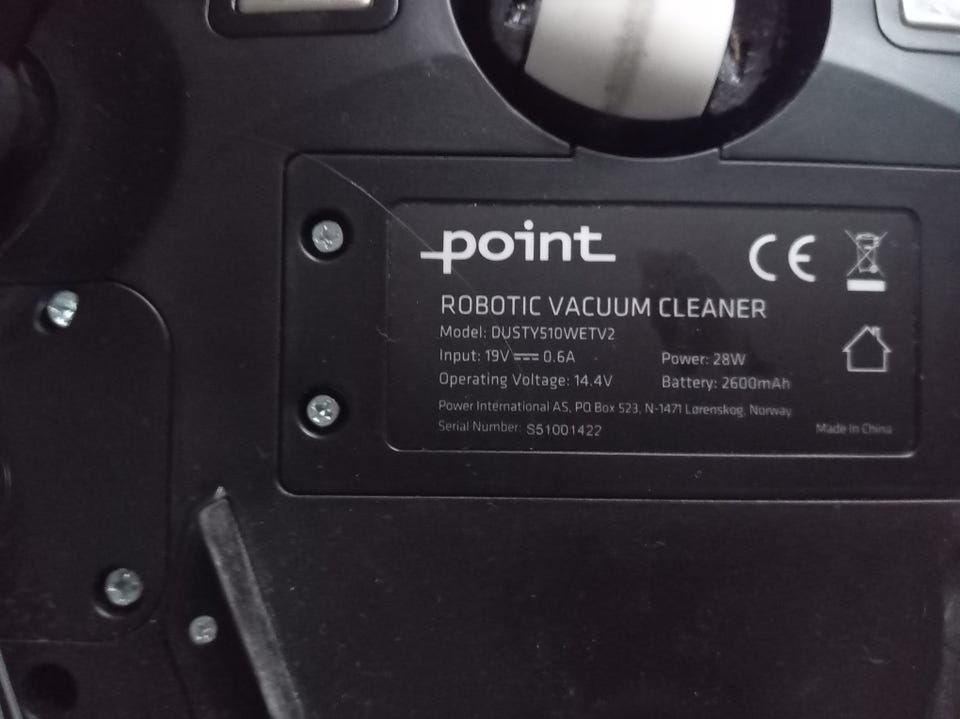 point
CE
ROBOTIC VACUUM CLEANER
Model: DUSTY510WETV2
Input: 19V ⎓ 0.6A
Power: 28W
Operating Voltage: 14.4V
Battery: 2600mAh
Power International AS, PO Box 523, N-1471 Lørenskog, Norway
Serial Number: S51001422
Made In China